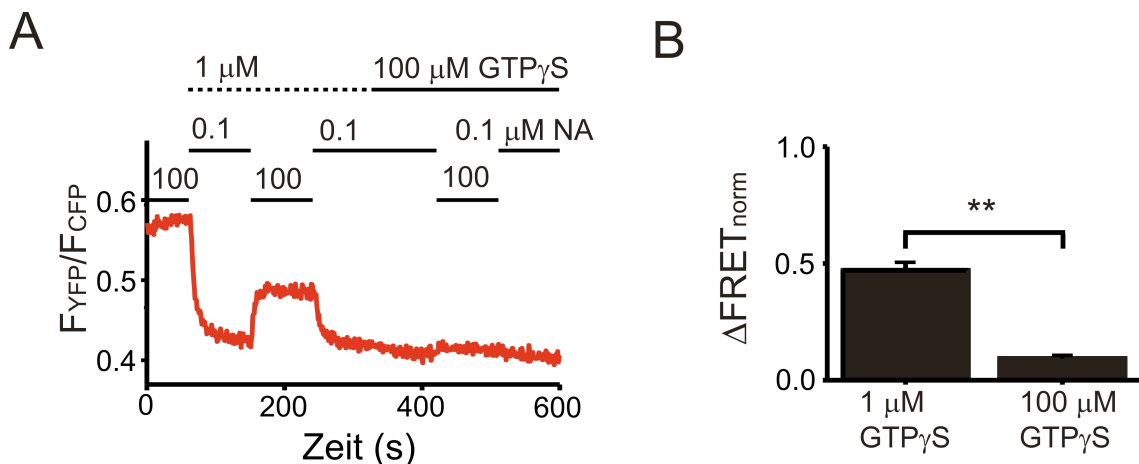 A
1 μM 100 μM GTPγS
0.1 0.1 0.1 μM NA
100 100 100
0.6
0.5
0.4
FYFP/FCFP
0 200 400 600
Zeit (s)
B
1.0
**
0.5
0.0
ΔFRETnorm
1 μM 100 μM
GTPγS GTPγS